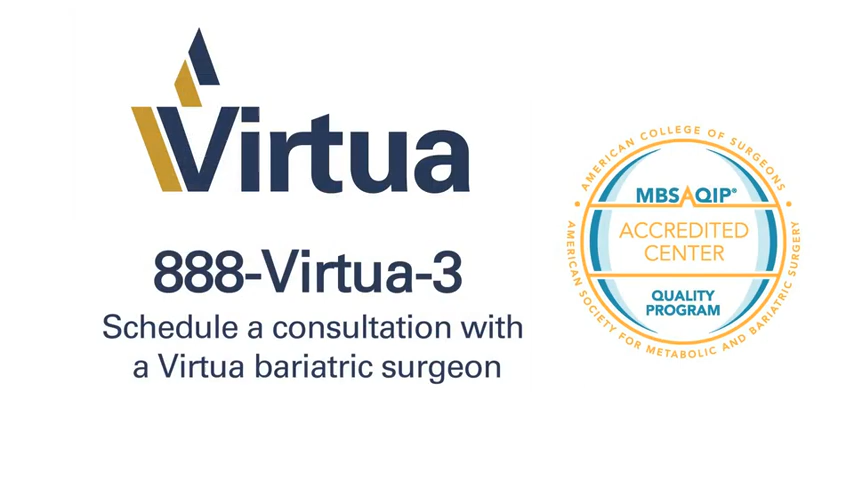 Virtua
888-Virtua-3
Schedule a consultation with
a Virtua bariatric surgeon
AMERICAN COLLEGE OF SURGEONS
MBSAQIP®
ACCREDITED
CENTER
QUALITY
PROGRAM
AMERICAN SOCIETY FOR METABOLIC AND BARIATRIC SURGERY